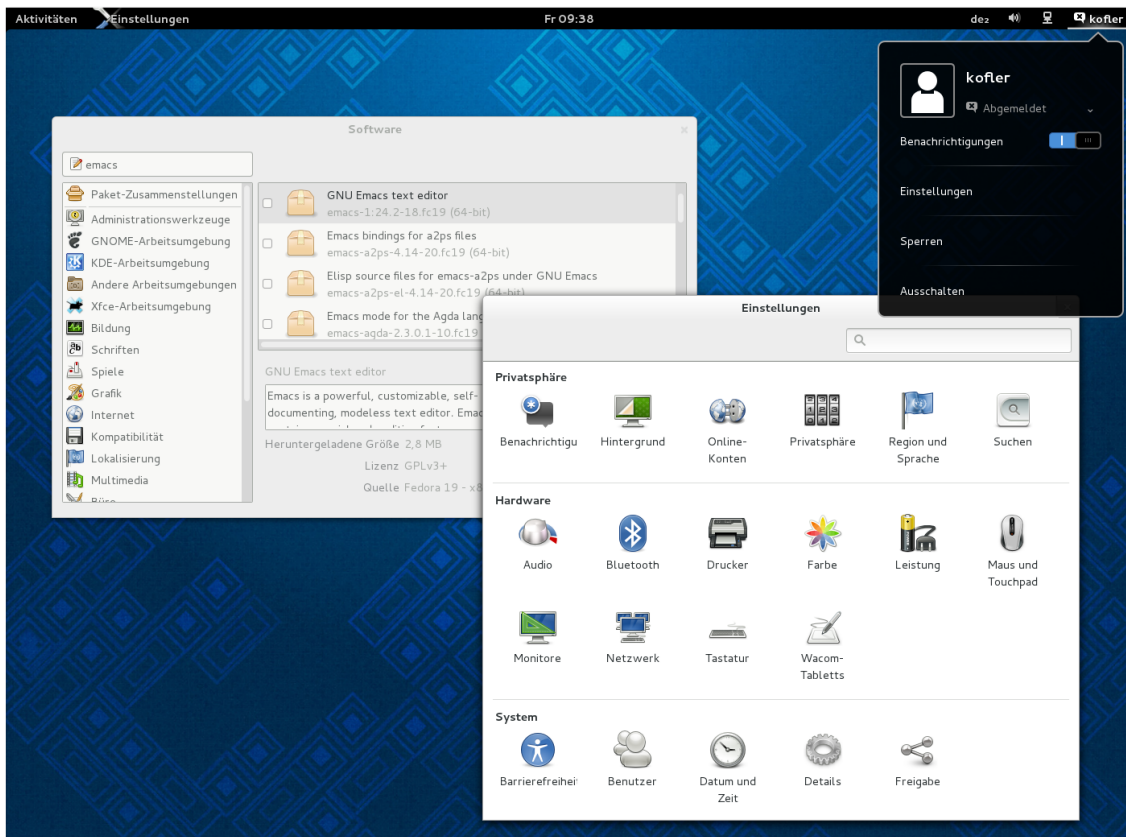 Aktivitäten
Einstellungen
Fr 09:38
de2
kofler
kofler
Abgemeldet
Benachrichtigungen
Einstellungen
Sperren
Ausschalten
Software
emacs
Paket-Zusammenstellungen
Administrationswerkzeuge
GNOME-Arbeitsumgebung
KDE-Arbeitsumgebung
Andere Arbeitsumgebungen
Xfce-Arbeitsumgebung
Bildung
Schriften
Spiele
Grafik
Internet
Kompatibilität
Lokalisierung
Multimedia
GNU Emacs text editor
emacs-1:24.2-18.fc19 (64-bit)
Emacs bindings for a2ps files
emacs-a2ps-4.14-20.fc19 (64-bit)
Elisp source files for emacs-a2ps under GNU Emacs
emacs-a2ps-el-4.14-20.fc19 (64-bit)
Emacs mode for the Agda lang
emacs-agda-2.3.0.1-10.fc19
GNU Emacs text editor
Emacs is a powerful, customizable, self-
documenting, modeless text editor. Emac
Heruntergeladene Größe 2,8 MB
Lizenz GPLv3+
Quelle Fedora 19 - x8
Einstellungen
Privatsphäre
Benachrichtigu
Hintergrund
Online-
Konten
Privatsphäre
Region und
Sprache
Suchen
Hardware
Audio
Bluetooth
Drucker
Farbe
Leistung
Maus und
Touchpad
Monitore
Netzwerk
Tastatur
Wacom-
Tabletts
System
Barrierefreihei
Benutzer
Datum und
Zeit
Details
Freigabe